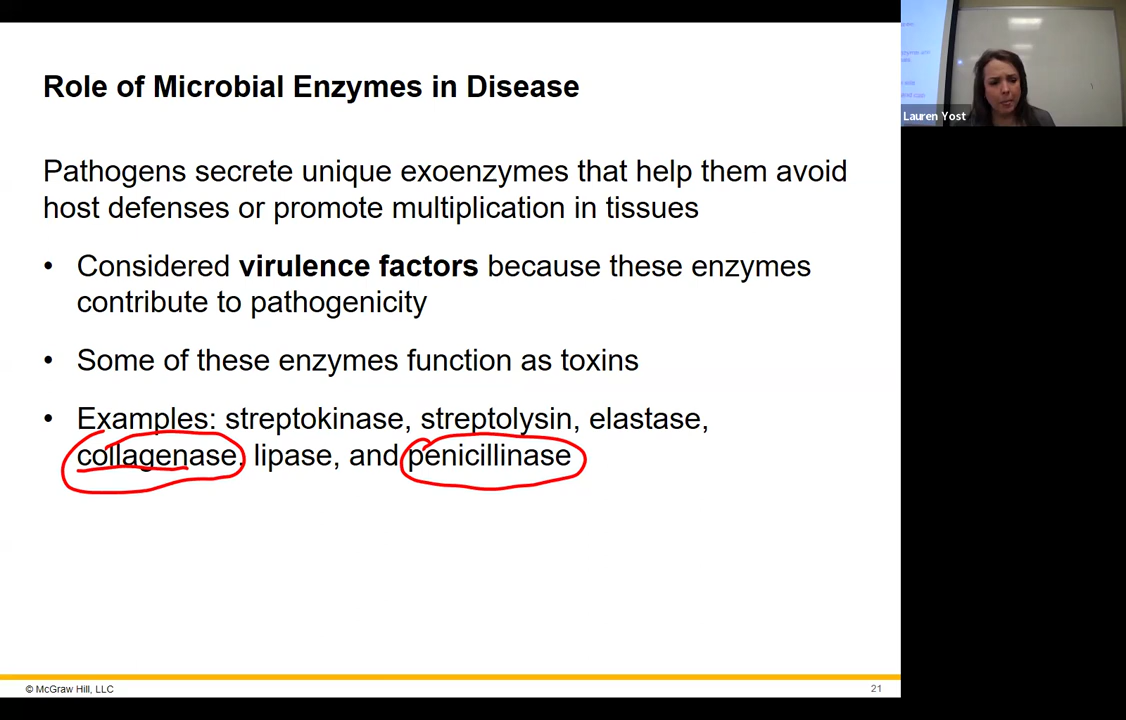 Role of Microbial Enzymes in Disease
Lauren Yost
Pathogens secrete unique exoenzymes that help them avoid
host defenses or promote multiplication in tissues
• Considered virulence factors because these enzymes
contribute to pathogenicity
• Some of these enzymes function as toxins
• Examples: streptokinase, streptolysin, elastase,
collagenase, lipase, and penicillinase
© McGraw Hill, LLC
21